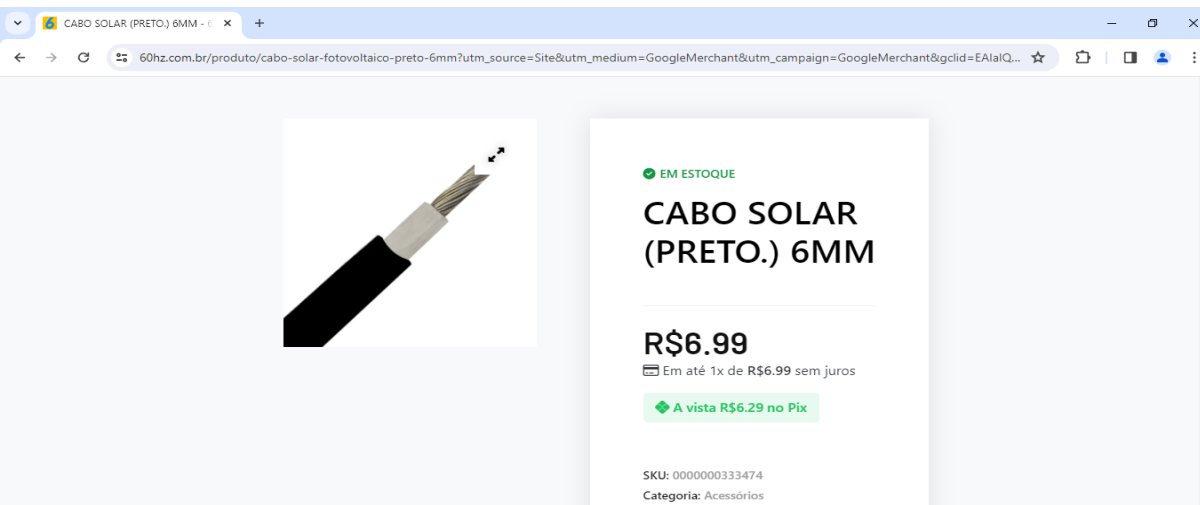 CABO SOLAR (PRETO.) 6MM - 6
60hz.com.br/produto/cabo-solar-fotovoltaico-preto-6mm?utm_source=Site&utm_medium=GoogleMerchant&utm_campaign=GoogleMerchant&gclid=EAIaIQ...
EM ESTOQUE
CABO SOLAR
(PRETO.) 6MM
R$6.99
Em até 1x de R$6.99 sem juros
A vista R$6.29 no Pix
SKU: 0000000333474
Categoria: Acessórios